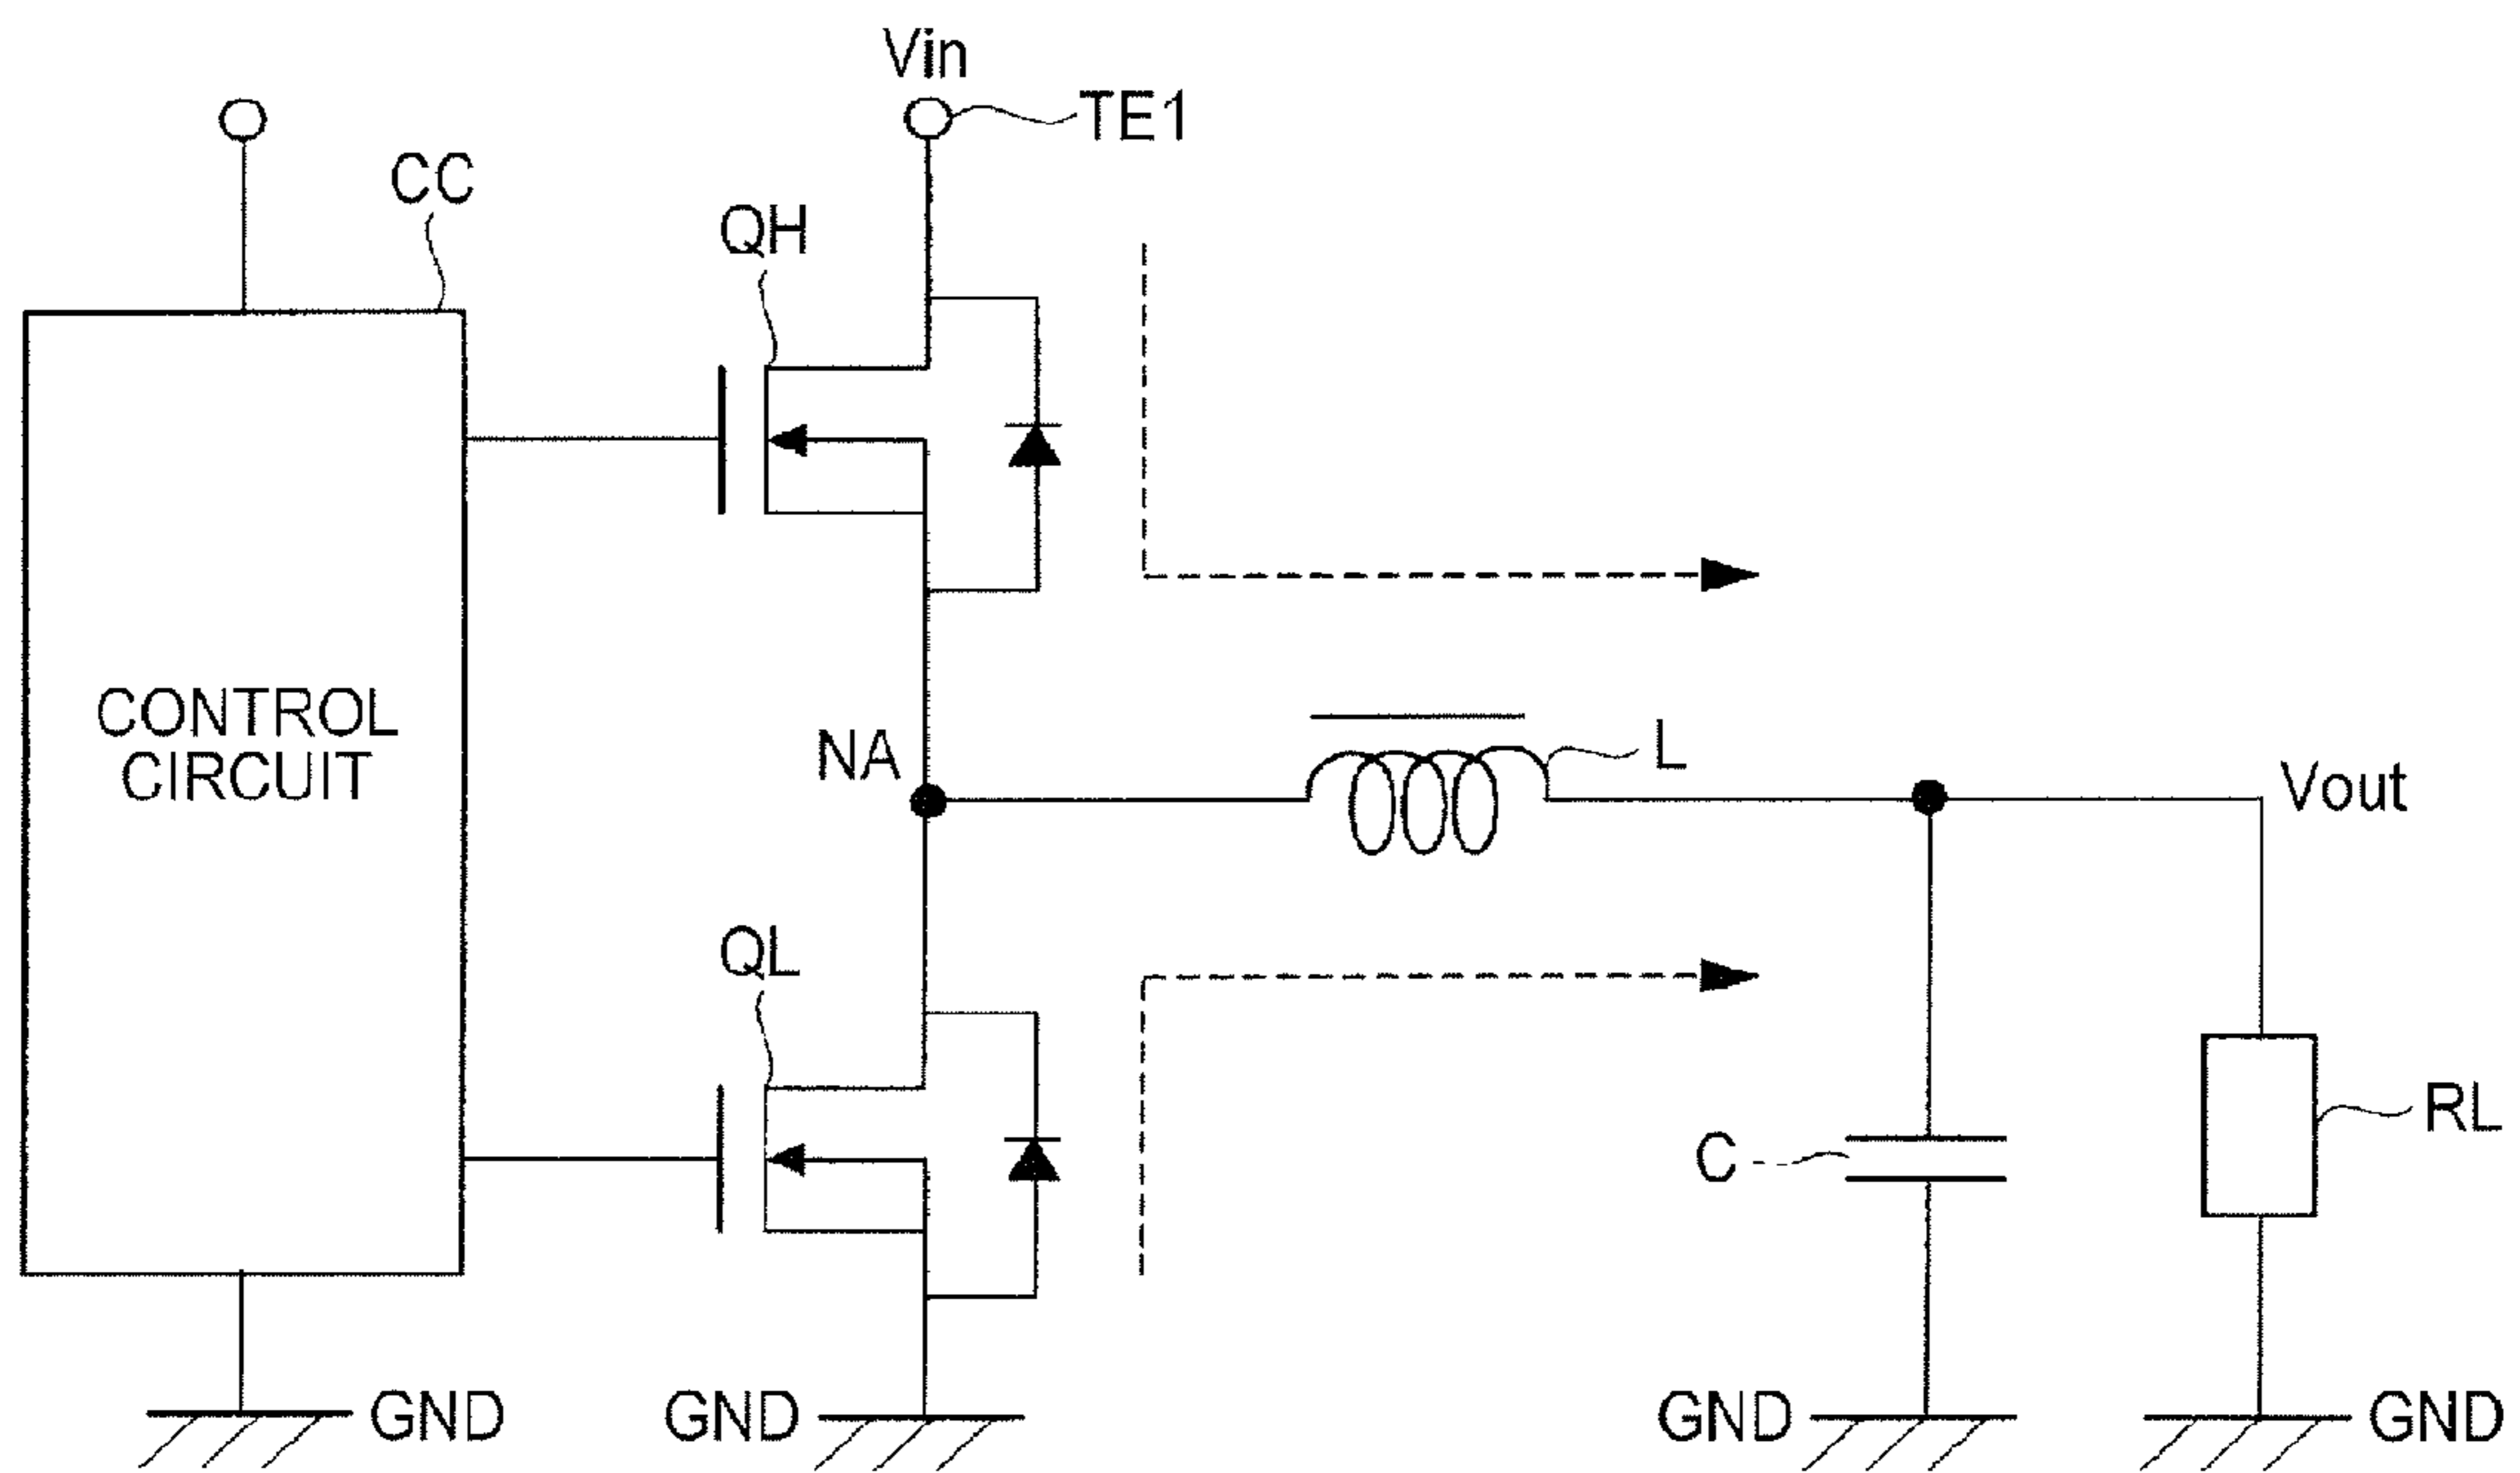 Vin
TE1
CC
QH
CONTROL
CIRCUIT
NA
L
Vout
QL
C
RL
GND
GND
GND
GND